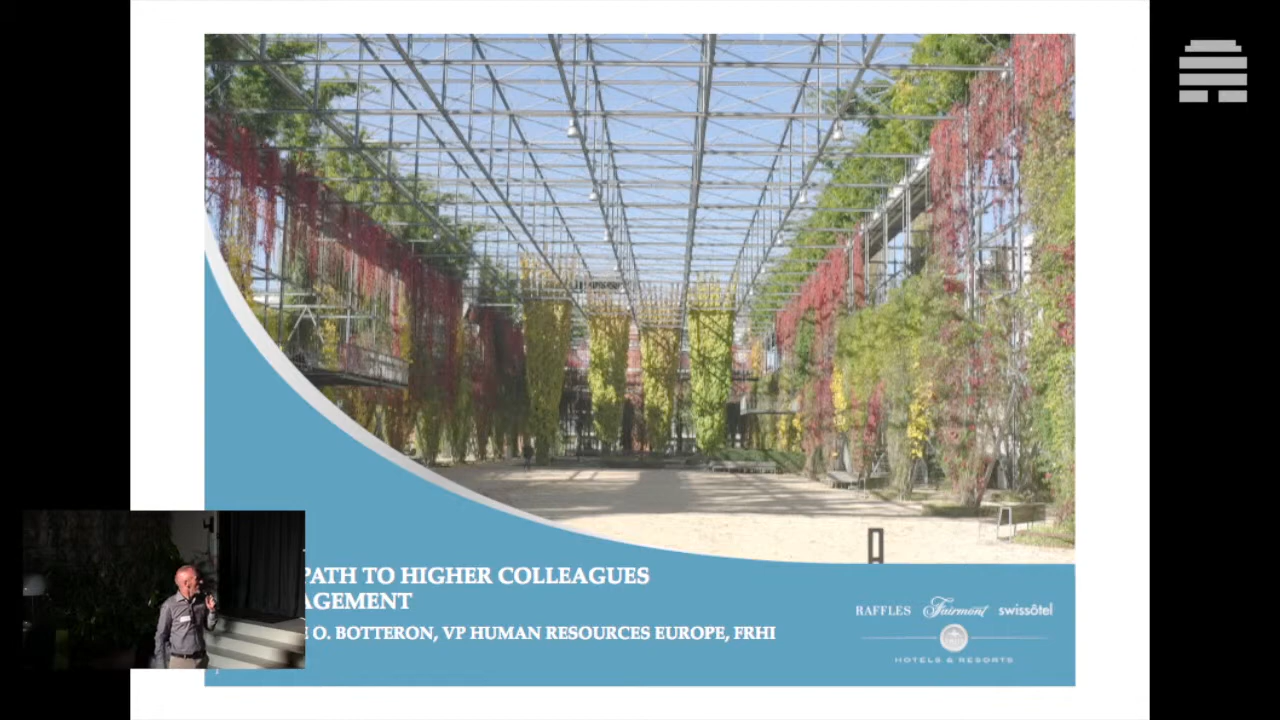 PATH TO HIGHER COLLEAGUES
AGEMENT
O. BOTTERON, VP HUMAN RESOURCES EUROPE, FRHI
RAFFLES Fairmont swissôtel
HOTELS & RESORTS